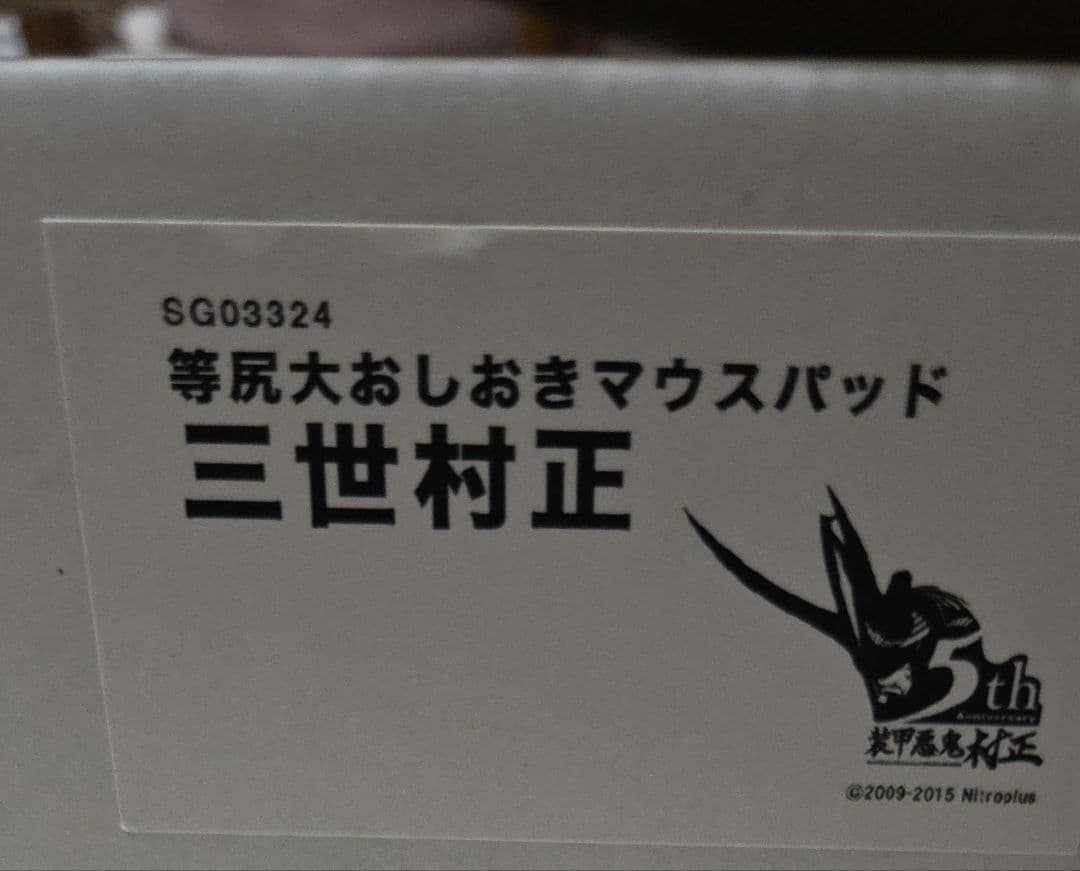 SG03324
等尻大おしおきマウスパッド
三世村正
5th
Anniversary
装甲悪鬼村正
©2009-2015 Nitroplus